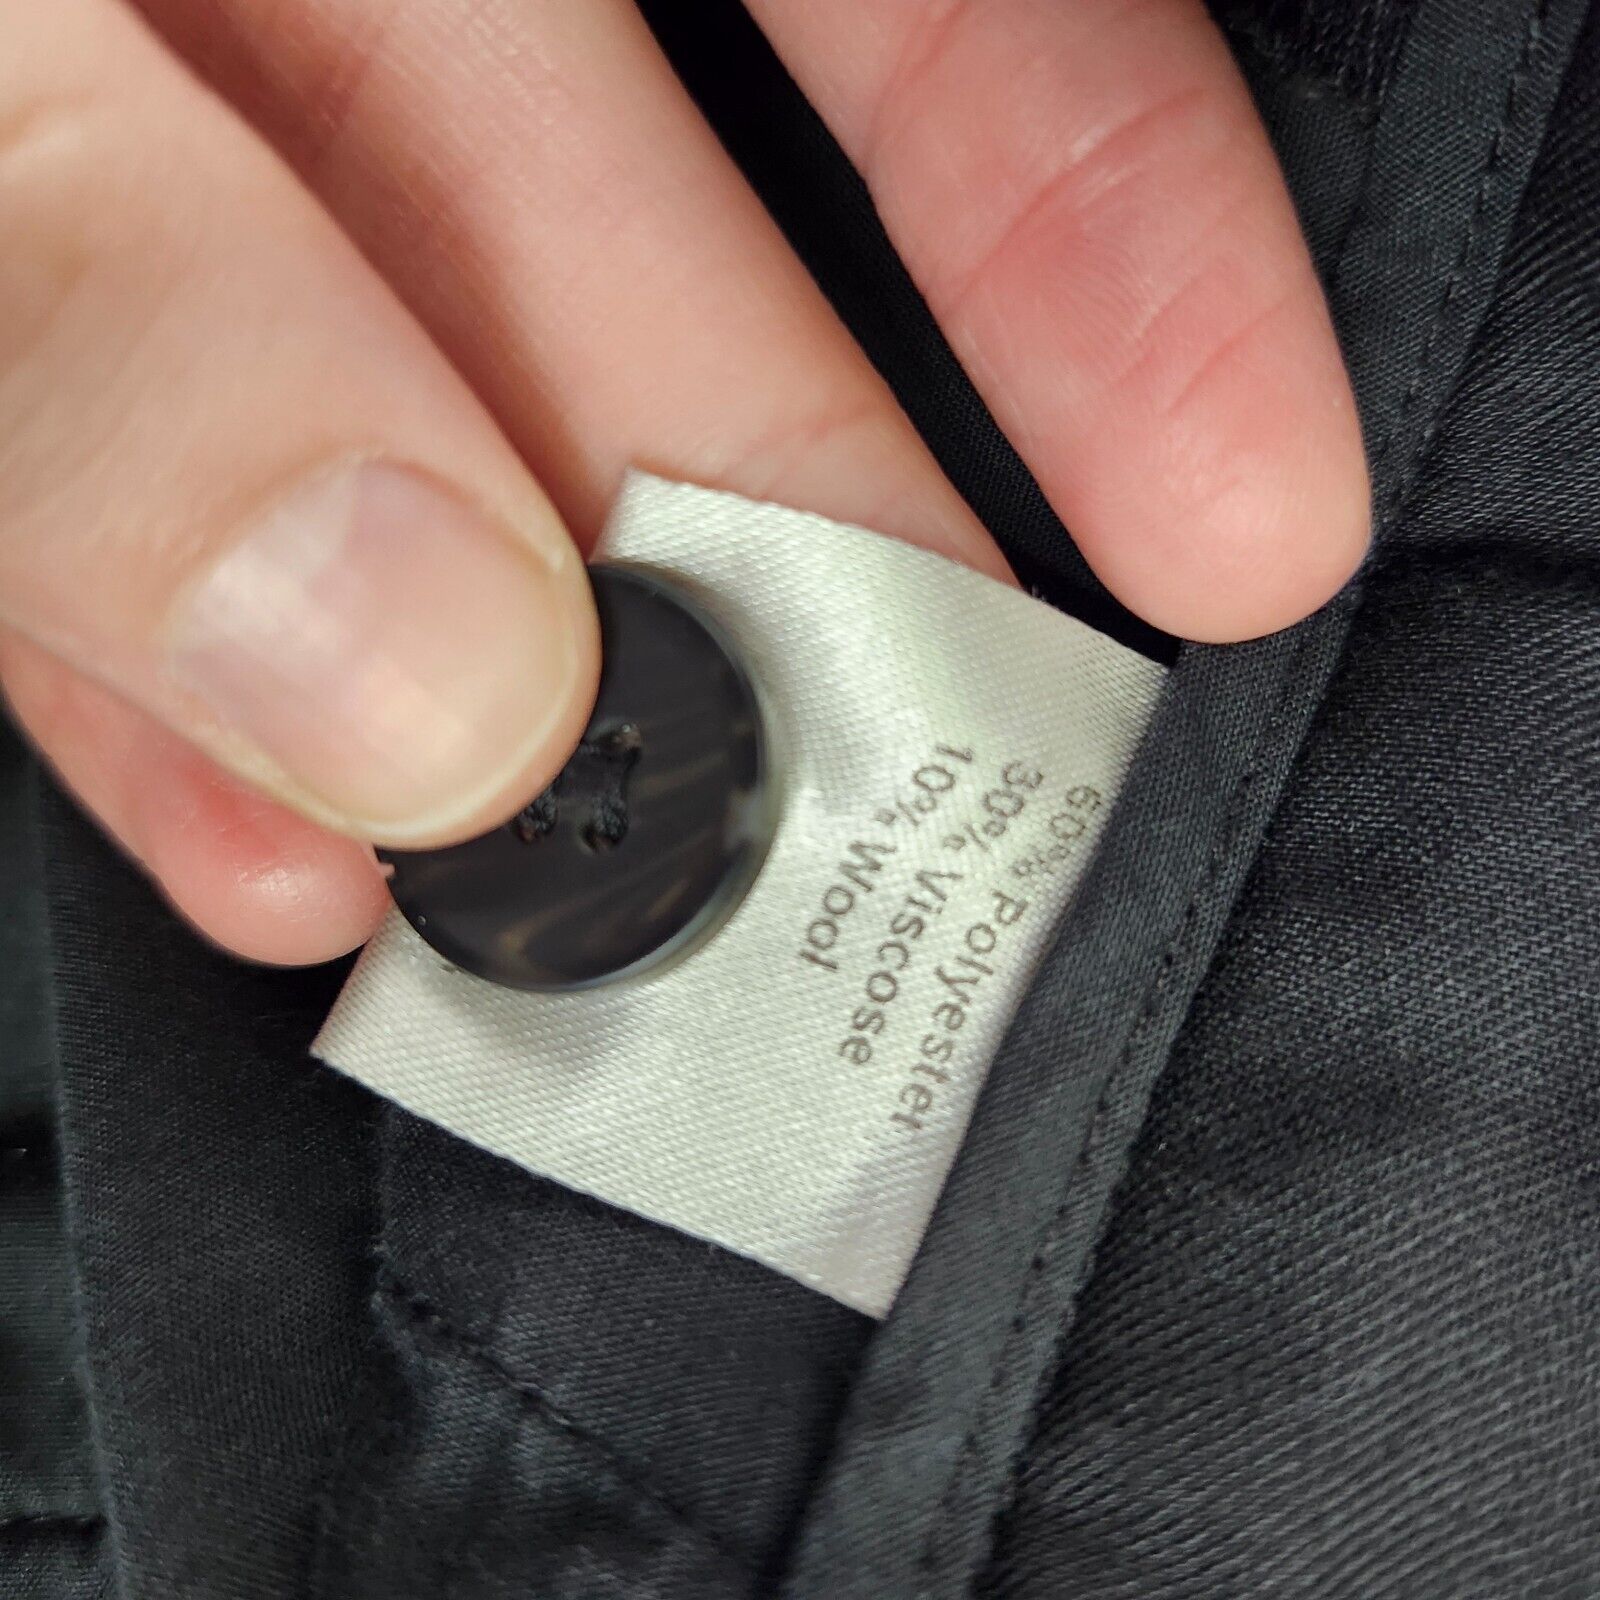 60% Polyester
30% Viscose
10% Wool